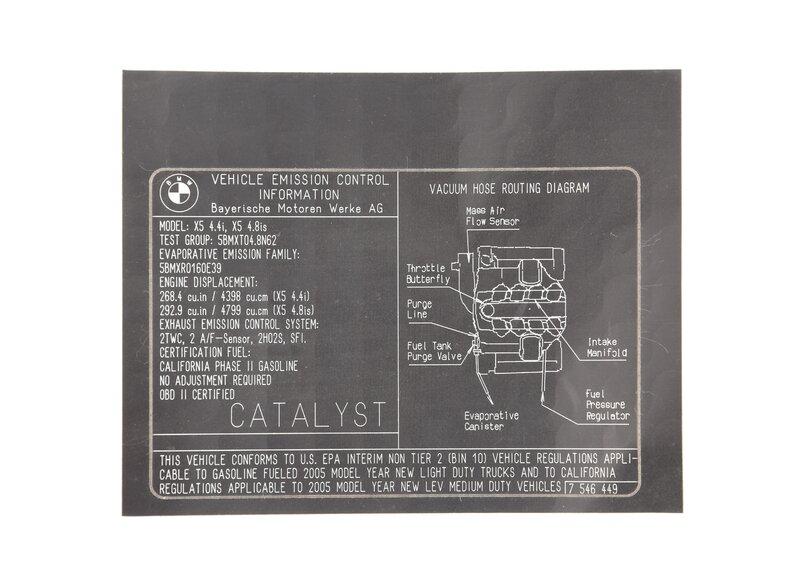 BMW
VEHICLE EMISSION CONTROL
INFORMATION
Bayerische Motoren Werke AG
MODEL: X5 4.4i, X5 4.8is
TEST GROUP: 5BMXT04.8N62
EVAPORATIVE EMISSION FAMILY:
5BMXR0160E39
ENGINE DISPLACEMENT:
268.4 cu.in / 4398 cu.cm (X5 4.4i)
292.9 cu.in / 4799 cu.cm (X5 4.8is)
EXHAUST EMISSION CONTROL SYSTEM:
2TWC, 2 A/F-Sensor, 2HO2S, SFI.
CERTIFICATION FUEL:
CALIFORNIA PHASE II GASOLINE
NO ADJUSTMENT REQUIRED
OBD II CERTIFIED
CATALYST
VACUUM HOSE ROUTING DIAGRAM
Mass Air
Flow Sensor
Throttle
Butterfly
Purge
Line
Fuel Tank
Purge Valve
Intake
Manifold
Evaporative
Canister
Fuel
Pressure
Regulator
THIS VEHICLE CONFORMS TO U.S. EPA INTERIM NON TIER 2 (BIN 10) VEHICLE REGULATIONS APPLI-
CABLE TO GASOLINE FUELED 2005 MODEL YEAR NEW LIGHT DUTY TRUCKS AND TO CALIFORNIA
REGULATIONS APPLICABLE TO 2005 MODEL YEAR NEW LEV MEDIUM DUTY VEHICLES 7 546 449